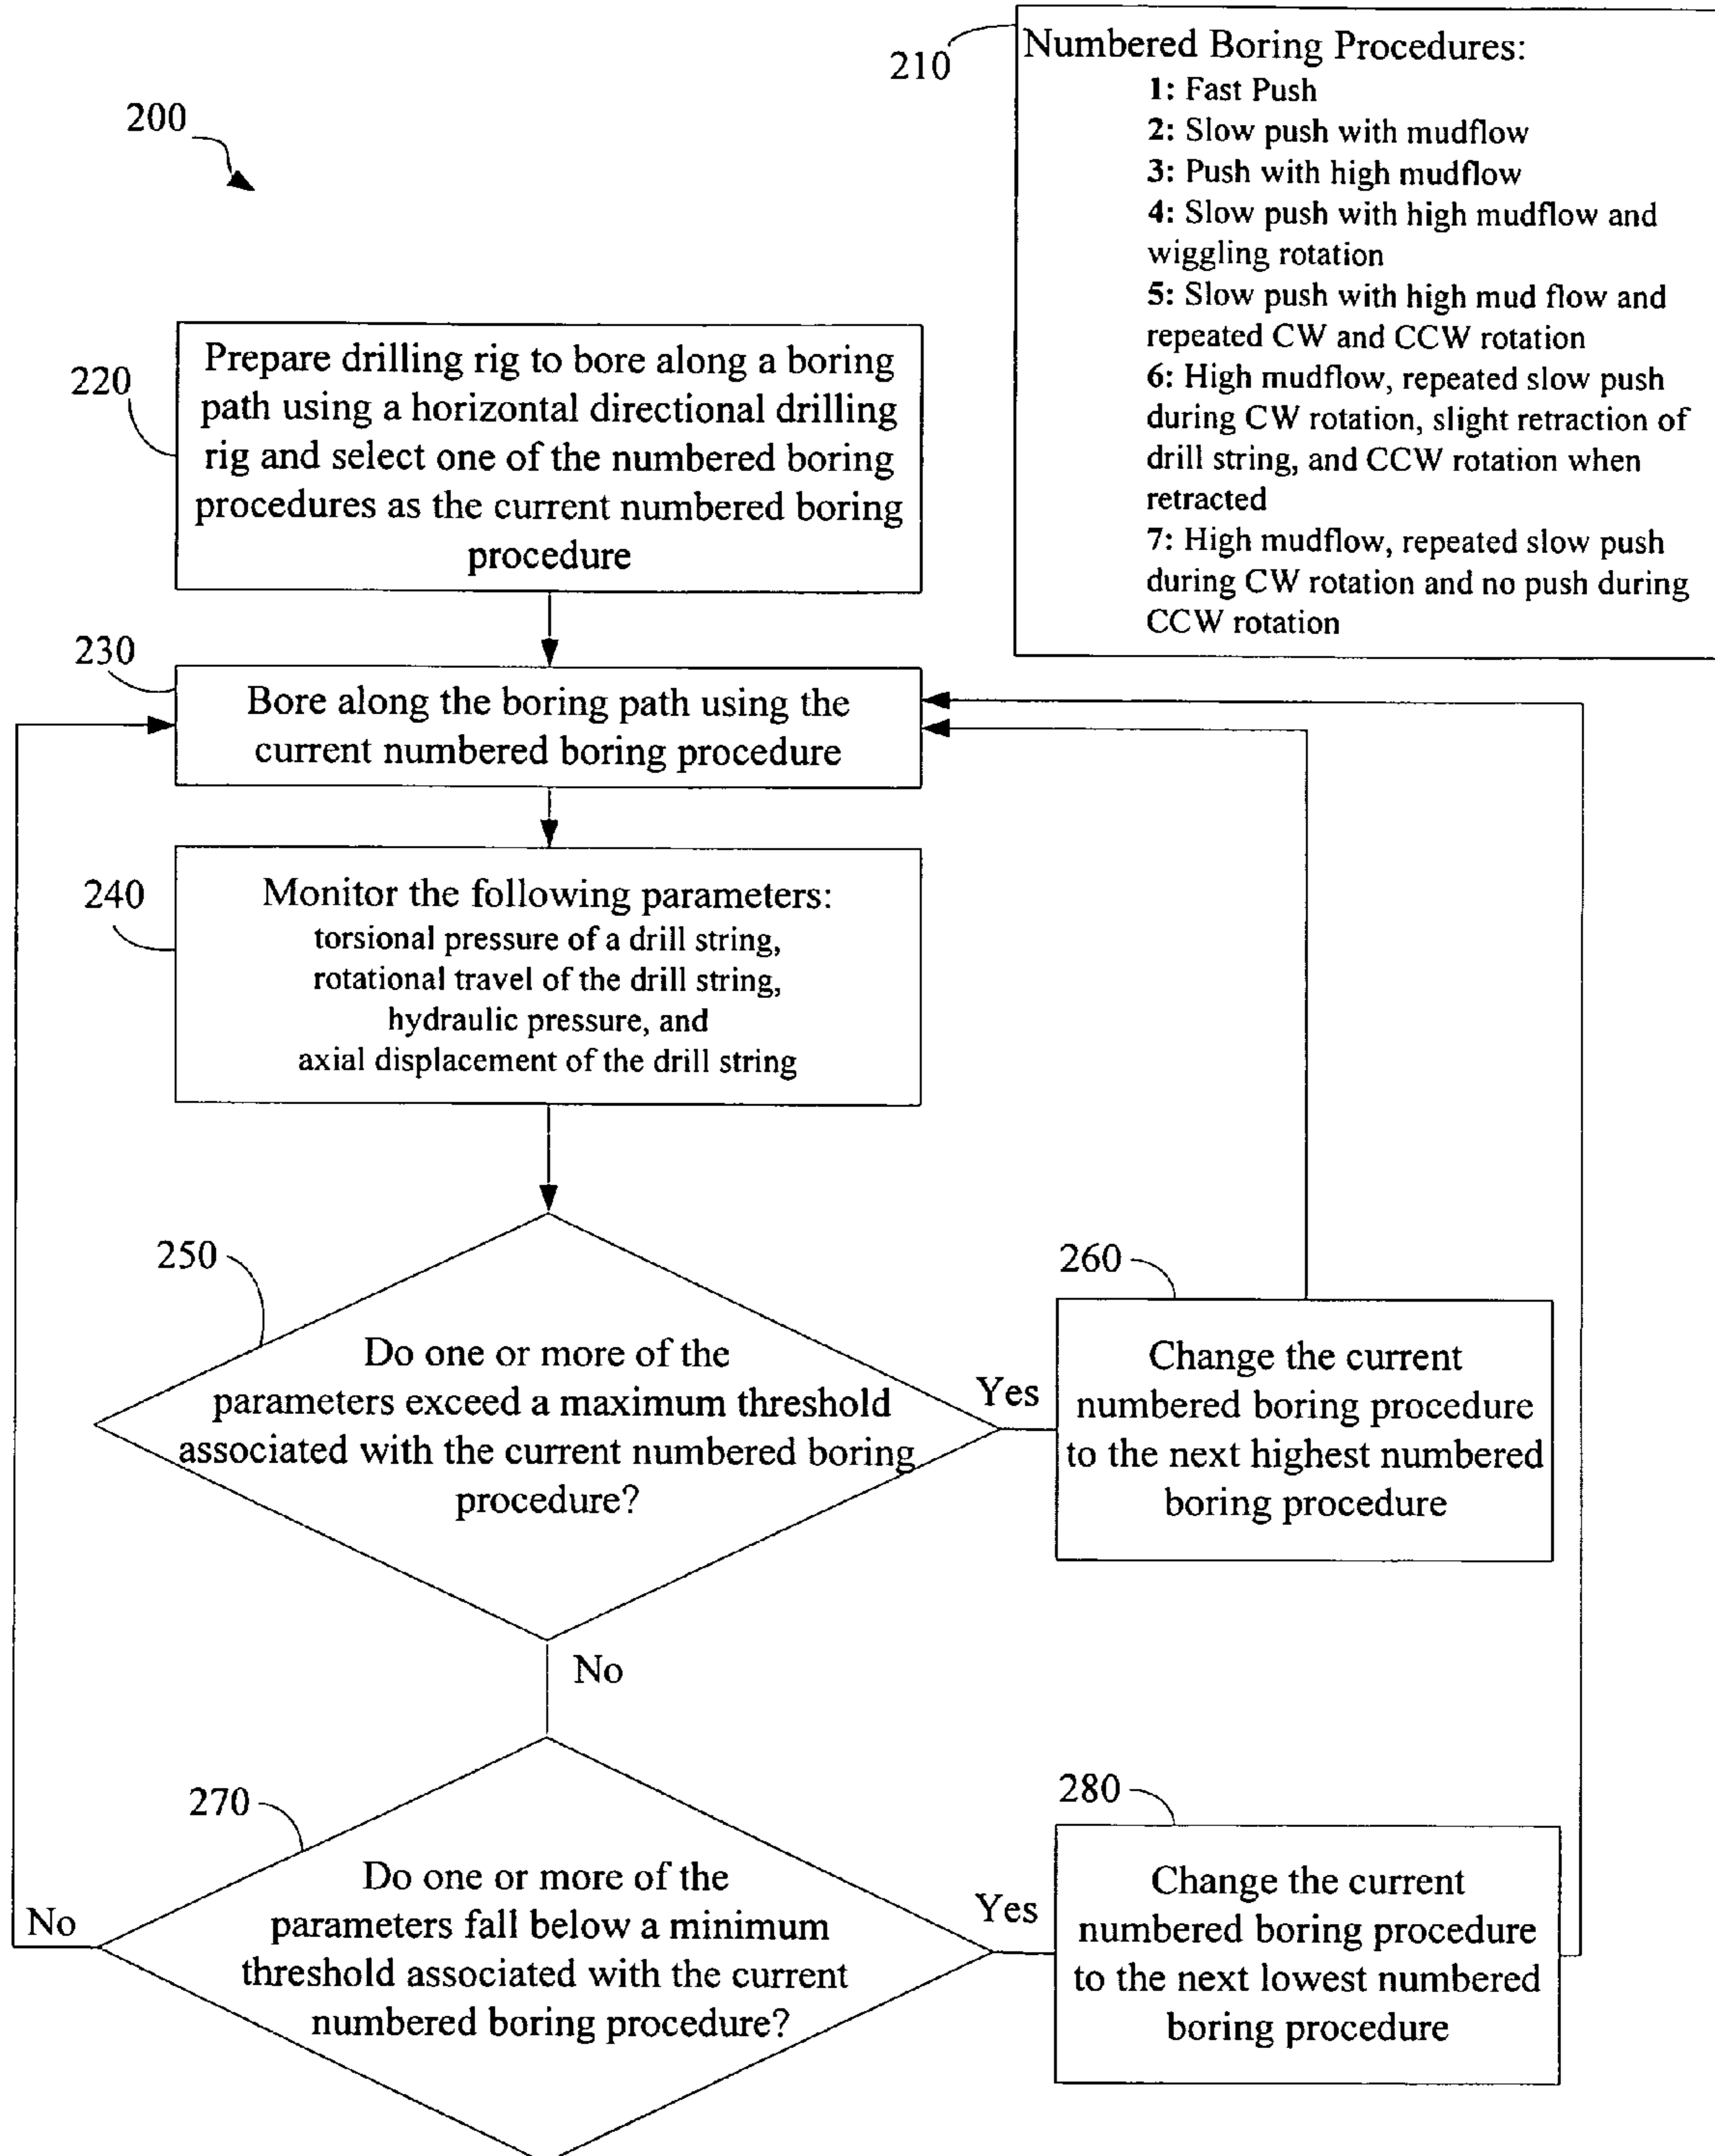 200
210
Numbered Boring Procedures:
1: Fast Push
2: Slow push with mudflow
3: Push with high mudflow
4: Slow push with high mudflow and
wiggling rotation
5: Slow push with high mud flow and
repeated CW and CCW rotation
6: High mudflow, repeated slow push
during CW rotation, slight retraction of
drill string, and CCW rotation when
retracted
7: High mudflow, repeated slow push
during CW rotation and no push during
CCW rotation
220
Prepare drilling rig to bore along a boring
path using a horizontal directional drilling
rig and select one of the numbered boring
procedures as the current numbered boring
procedure
230
Bore along the boring path using the
current numbered boring procedure
240
Monitor the following parameters:
torsional pressure of a drill string,
rotational travel of the drill string,
hydraulic pressure, and
axial displacement of the drill string
250
Do one or more of the
parameters exceed a maximum threshold
associated with the current numbered boring
procedure?
Yes
260
Change the current
numbered boring procedure
to the next highest numbered
boring procedure
No
270
Do one or more of the
parameters fall below a minimum
threshold associated with the current
numbered boring procedure?
No
Yes
280
Change the current
numbered boring procedure
to the next lowest numbered
boring procedure